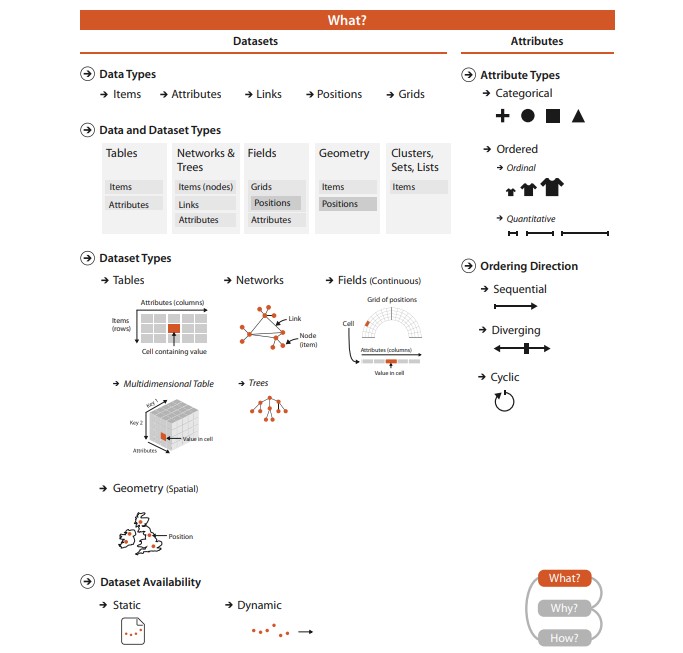 What?
Datasets
Attributes
Data Types
Items
Attributes
Links
Positions
Grids
Data and Dataset Types
Tables
Items
Attributes
Networks &
Trees
Items (nodes)
Links
Attributes
Fields
Grids
Positions
Attributes
Geometry
Items
Positions
Clusters,
Sets, Lists
Items
Dataset Types
Tables
Attributes (columns)
Items
(rows)
Cell containing value
Networks
Link
Node
(item)
Fields (Continuous)
Grid of positions
Cell
Attributes (columns)
Value in cell
Multidimensional Table
Key 1
Key 2
Value in cell
Attributes
Trees
Geometry (Spatial)
Position
Dataset Availability
Static
Dynamic
Attribute Types
Categorical
Ordered
Ordinal
Quantitative
Ordering Direction
Sequential
Diverging
Cyclic
What?
Why?
How?